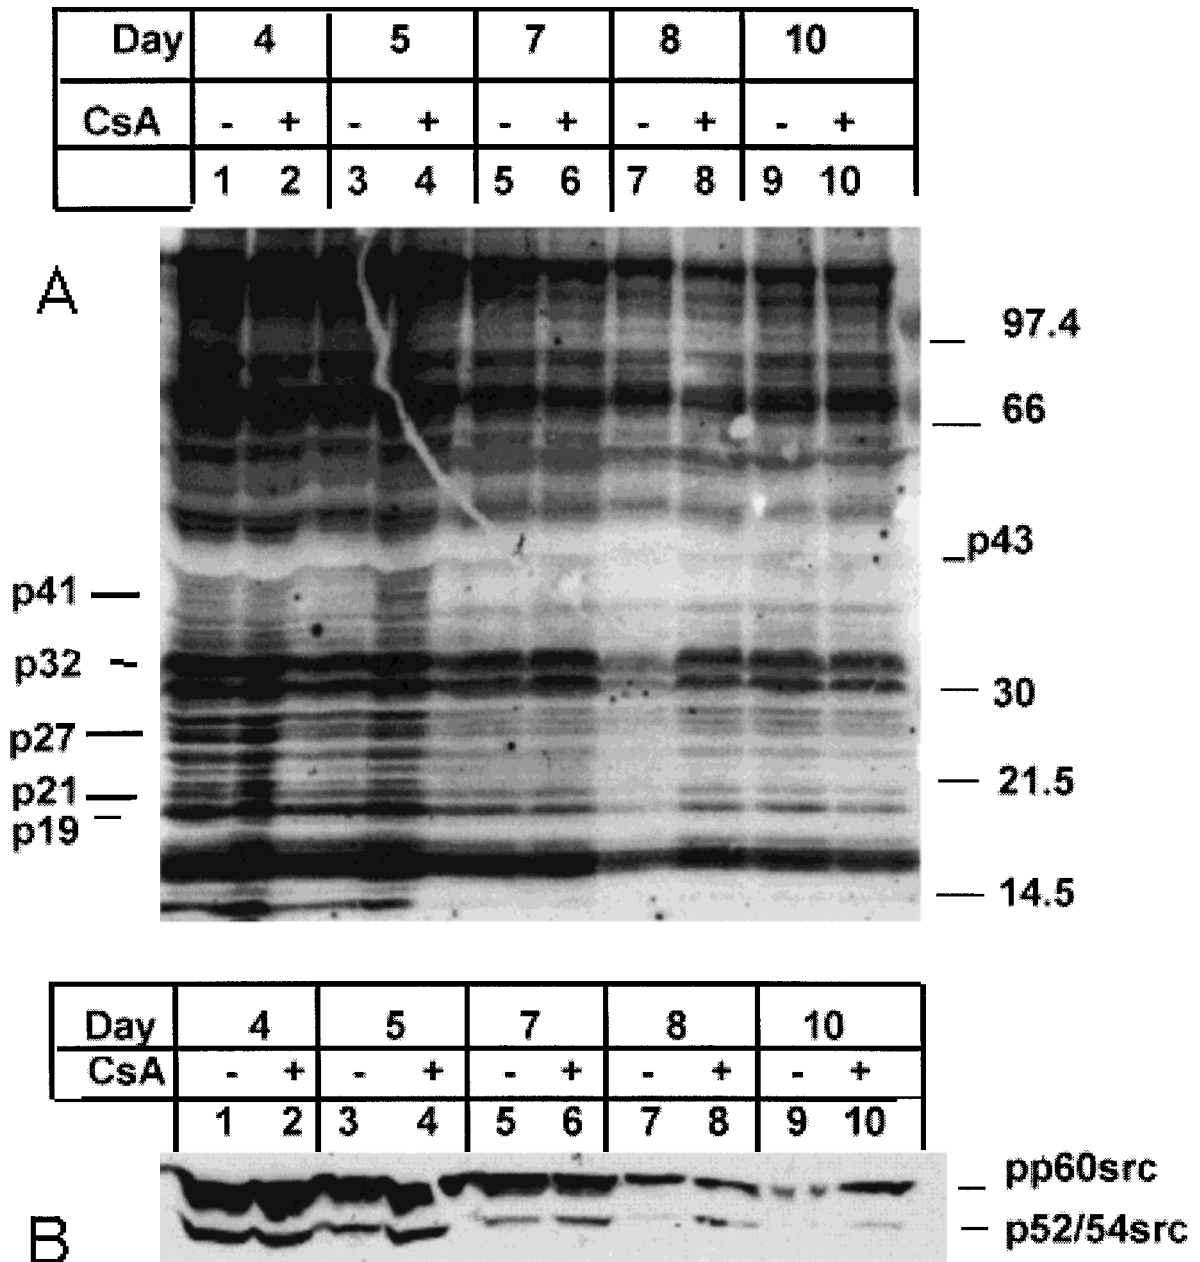 Day 4 5 7 8 10
CsA - + - + - + - + - +
1 2 3 4 5 6 7 8 9 10
A
97.4
66
p43
p41
p32
30
p27
21.5
p21
p19
14.5
Day 4 5 7 8 10
CsA - + - + - + - + - +
1 2 3 4 5 6 7 8 9 10
pp60src
B
p52/54src